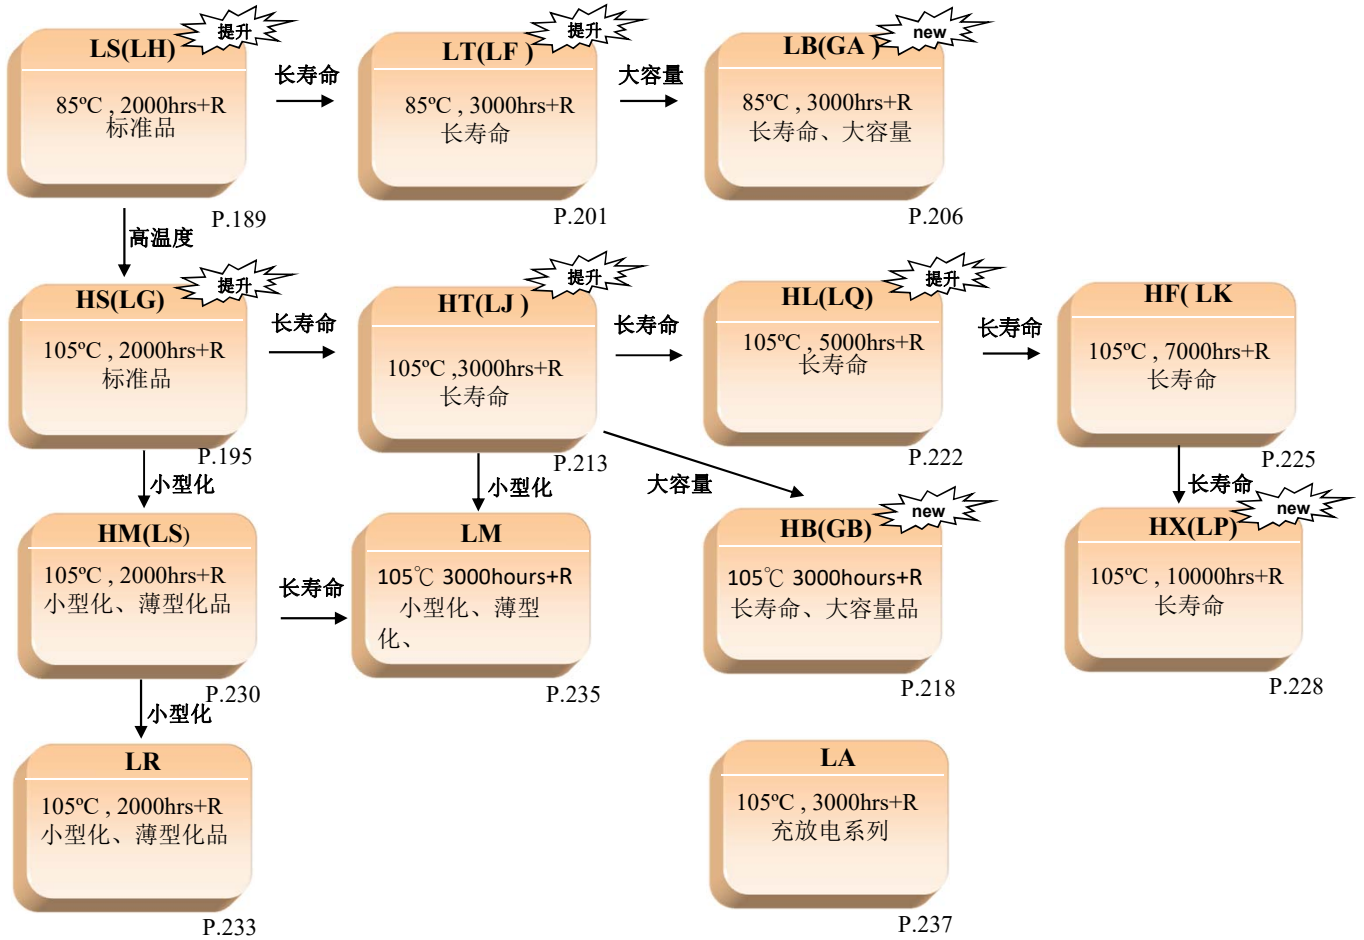 LS(LH)
提升
85ºC , 2000hrs+R
标准品
P.189
长寿命
LT(LF )
提升
85ºC , 3000hrs+R
长寿命
P.201
大容量
LB(GA )
new
85ºC , 3000hrs+R
长寿命、大容量
P.206
高温度
HS(LG)
提升
105ºC , 2000hrs+R
标准品
P.195
长寿命
HT(LJ )
提升
105ºC ,3000hrs+R
长寿命
P.213
长寿命
HL(LQ)
提升
105ºC , 5000hrs+R
长寿命
P.222
长寿命
HF( LK
105ºC , 7000hrs+R
长寿命
P.225
小型化
小型化
大容量
长寿命
HM(LS)
105ºC , 2000hrs+R
小型化、薄型化品
P.230
长寿命
LM
105℃ 3000hours+R
小型化、薄型
化、
P.235
HB(GB)
new
105℃ 3000hours+R
长寿命、大容量品
P.218
HX(LP)
new
105ºC , 10000hrs+R
长寿命
P.228
小型化
LR
105ºC , 2000hrs+R
小型化、薄型化品
P.233
LA
105ºC , 3000hrs+R
充放电系列
P.237